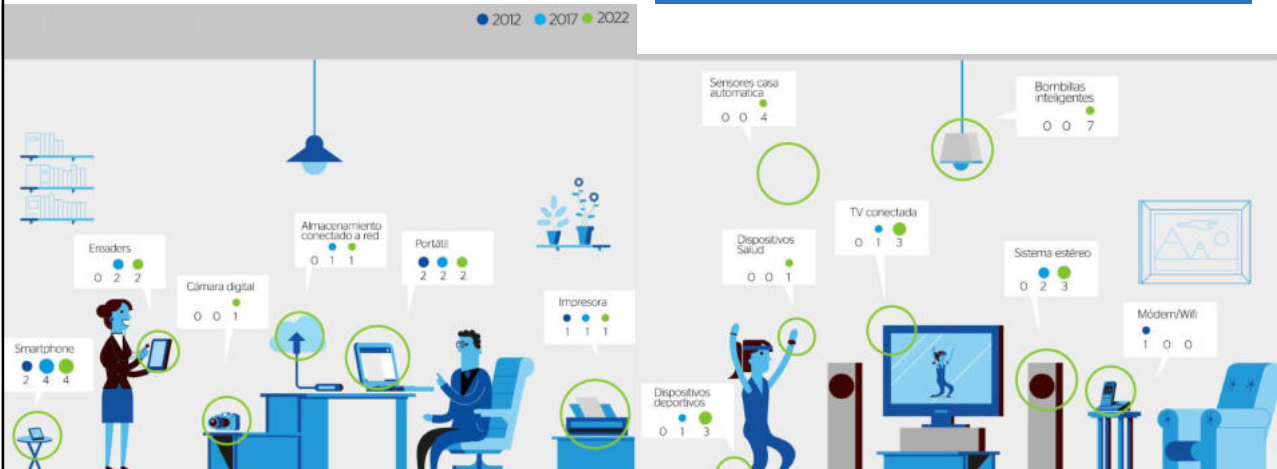 2012 2017 2022
Ereaders
0 2 2
Smartphone
2 4 4
Cámara digital
0 0 1
Almacenamiento
conectado a red
0 1 1
Portátil
2 2 2
Impresora
1 1 1
Sensores casa
automatica
0 0 4
Bombillas
inteligentes
0 0 7
Dispositivos
Salud
0 0 1
TV conectada
0 1 3
Sistema estéreo
0 2 3
Módem/Wifi
1 0 0
Dispositivos
deportivos
0 1 3